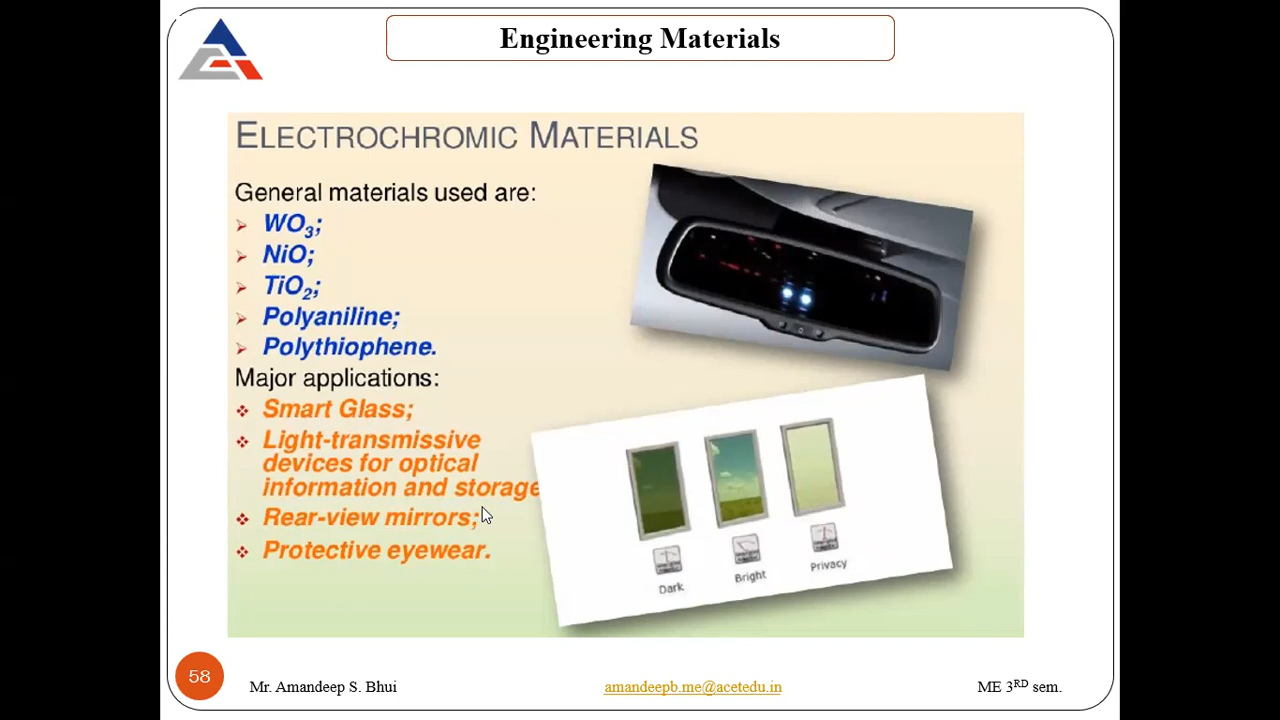 Engineering Materials
ELECTROCHROMIC MATERIALS
General materials used are:
WO3;
NiO;
TiO2;
Polyaniline;
Polythiophene.
Major applications:
Smart Glass;
Light-transmissive
devices for optical
information and storage
Rear-view mirrors;
Protective eyewear.
Dark
Bright
Privacy
58
Mr. Amandeep S. Bhui
amandeepb.me@acetedu.in
ME 3RD sem.